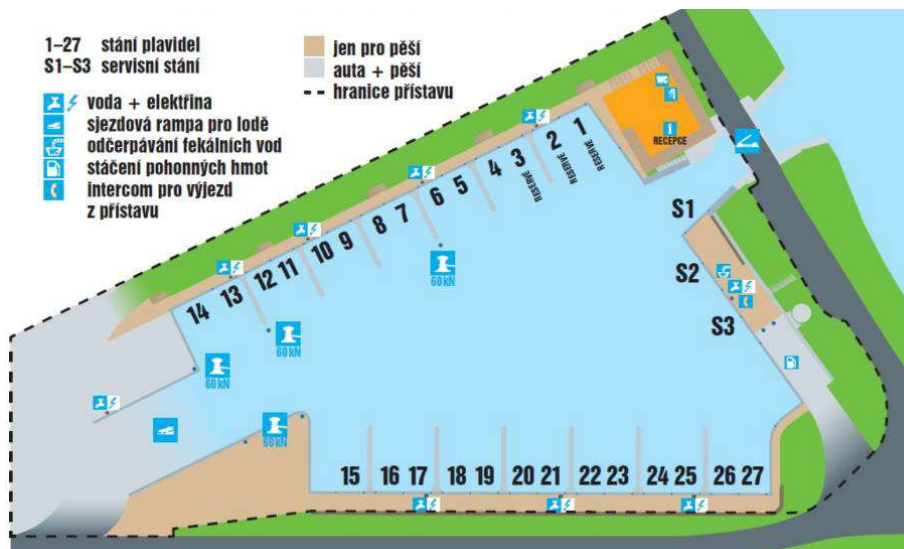 1–27 stání plavidel
S1–S3 servisní stání
voda + elektřina
sjezdová rampa pro lodě
odčerpávání fekálních vod
stáčení pohonných hmot
intercom pro výjezd
z přístavu
jen pro pěší
auta + pěší
hranice přístavu
WC
i
RECEPCE
1
RESERVE
2
RESERVE
3
RESERVE
4
5
6
7
8
9
10
11
12
13
14
60 kN
60 kN
60 kN
60 kN
S1
S2
S3
15
16
17
18
19
20
21
22
23
24
25
26
27